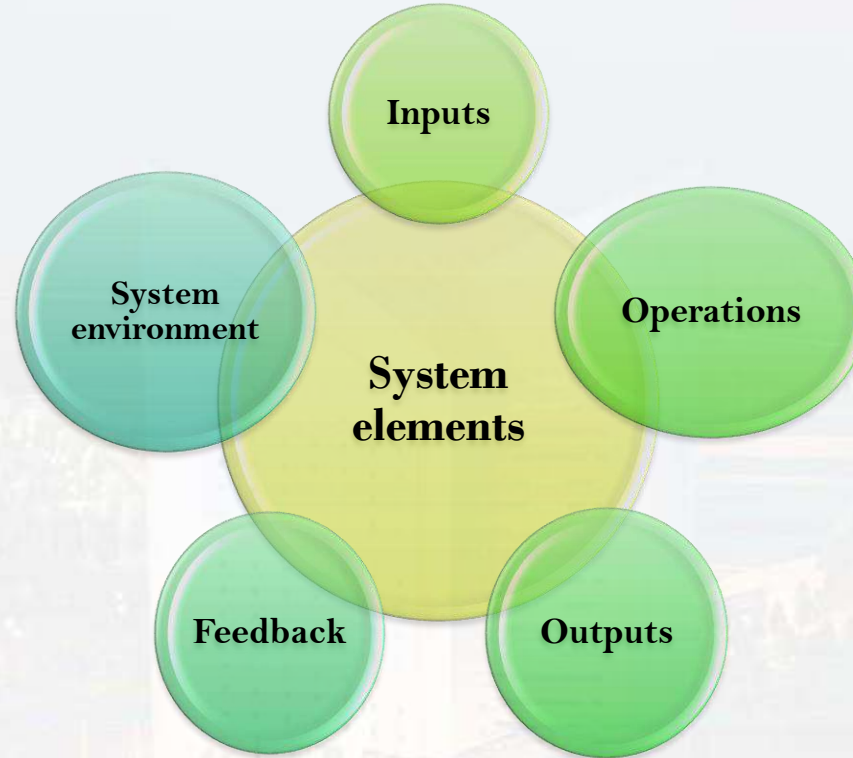 Inputs
System
environment
Operations
System
elements
Feedback
Outputs